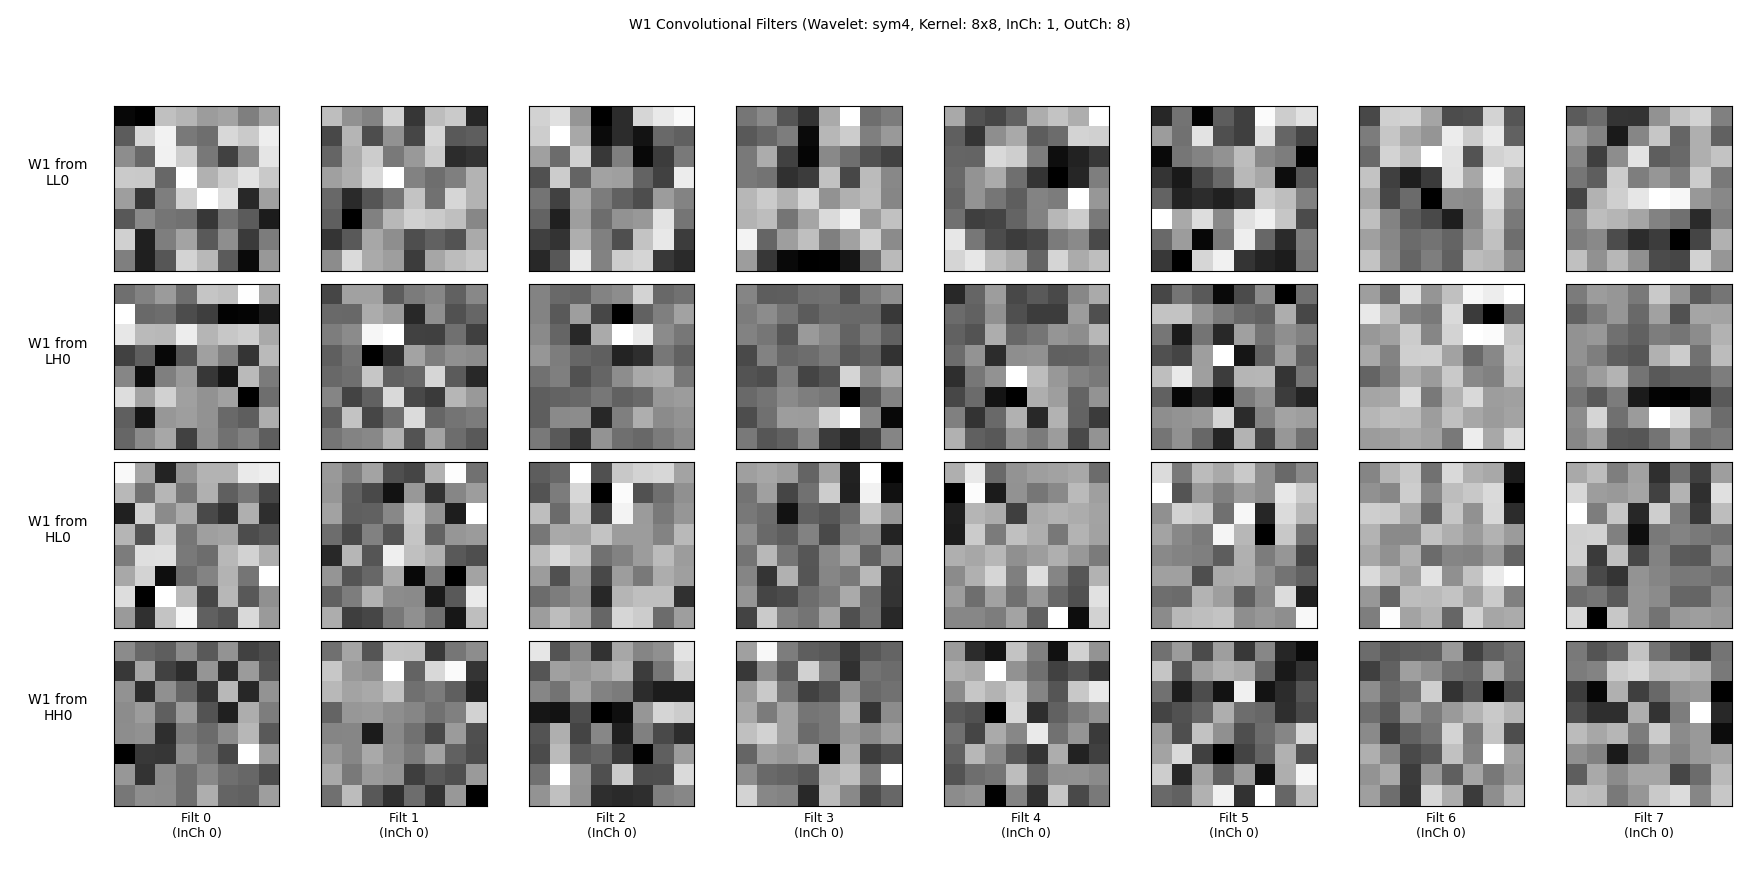 W1 Convolutional Filters (Wavelet: sym4, Kernel: 8x8, InCh: 1, OutCh: 8)
W1 from
LL0
W1 from
LH0
W1 from
HL0
W1 from
HH0
Filt 0
(InCh 0)
Filt 1
(InCh 0)
Filt 2
(InCh 0)
Filt 3
(InCh 0)
Filt 4
(InCh 0)
Filt 5
(InCh 0)
Filt 6
(InCh 0)
Filt 7
(InCh 0)